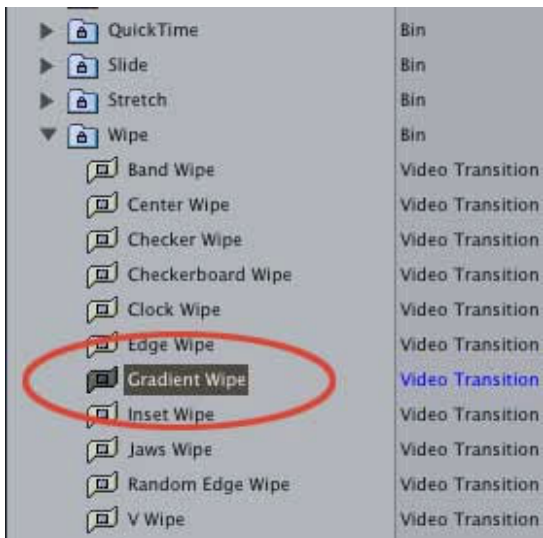 QuickTime Bin
Slide Bin
Stretch Bin
Wipe Bin
Band Wipe Video Transition
Center Wipe Video Transition
Checker Wipe Video Transition
Checkerboard Wipe Video Transition
Clock Wipe Video Transition
Edge Wipe Video Transition
Gradient Wipe Video Transition
Inset Wipe Video Transition
Jaws Wipe Video Transition
Random Edge Wipe Video Transition
V Wipe Video Transition